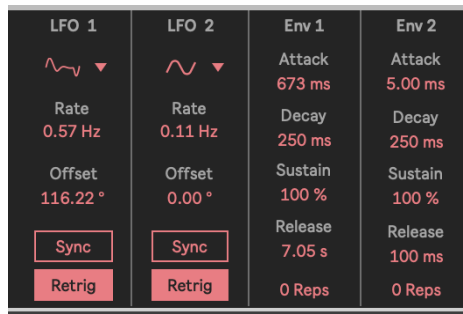 LFO 1
Rate
0.57 Hz
Offset
116.22 °
Sync
Retrig
LFO 2
Rate
0.11 Hz
Offset
0.00 °
Sync
Retrig
Env 1
Attack
673 ms
Decay
250 ms
Sustain
100 %
Release
7.05 s
0 Reps
Env 2
Attack
5.00 ms
Decay
250 ms
Sustain
100 %
Release
100 ms
0 Reps